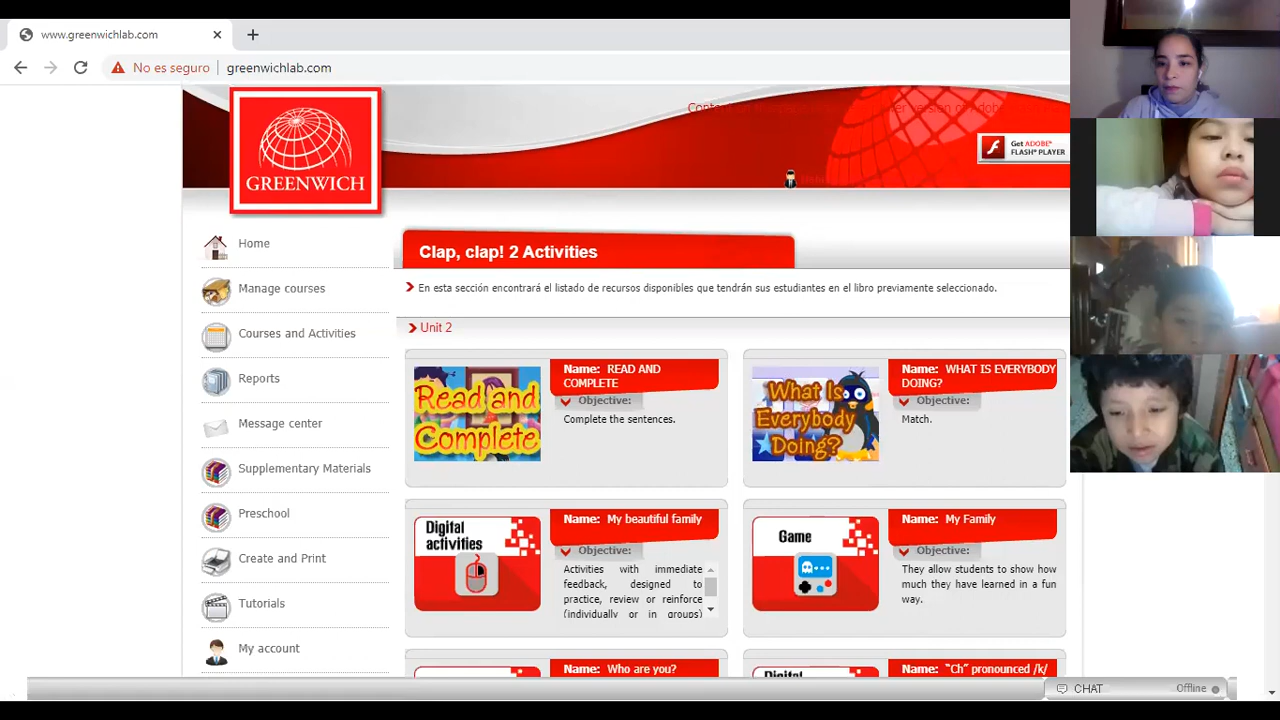 www.greenwichlab.com
No es seguro
greenwichlab.com
Get ADOBE®
FLASH® PLAYER
GREENWICH
Home
Manage courses
Courses and Activities
Reports
Message center
Supplementary Materials
Preschool
Create and Print
Tutorials
My account
Clap, clap! 2 Activities
En esta sección encontrará el listado de recursos disponibles que tendrán sus estudiantes en el libro previamente seleccionado.
Unit 2
Read and
Complete
Name: READ AND
COMPLETE
Objective:
Complete the sentences.
What Is
Everybody
Doing?
Name: WHAT IS EVERYBODY
DOING?
Objective:
Match.
Digital
activities
Name: My beautiful family
Objective:
Activities with immediate
feedback, designed to
practice, review or reinforce
(individually or in groups)
Game
Name: My Family
Objective:
They allow students to show how
much they have learned in a fun
way.
Name: Who are you?
Digital
Name: "Ch" pronounced /k/
CHAT
Offline